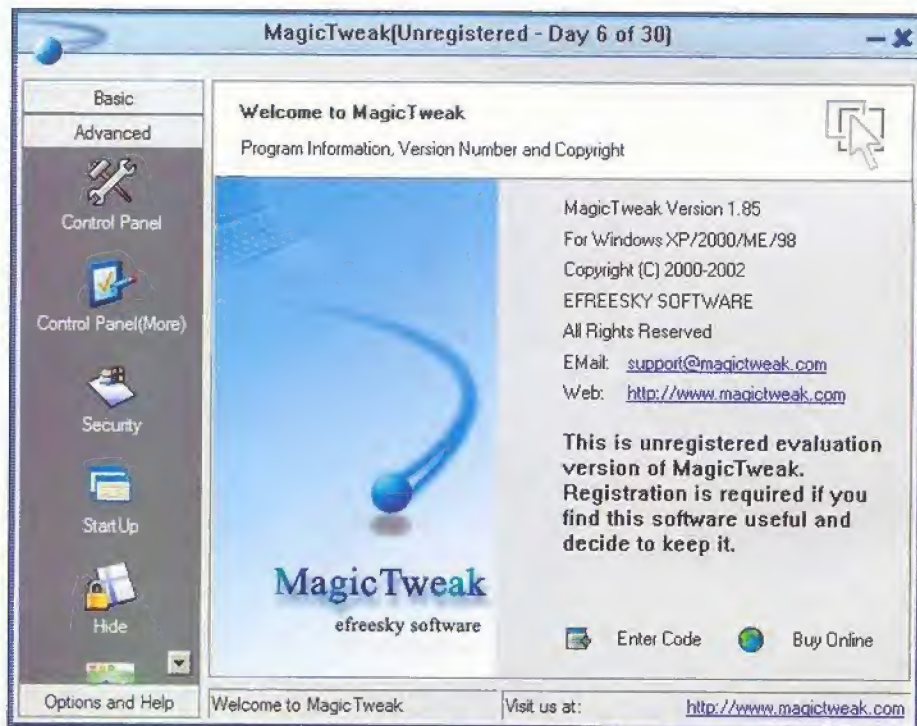 MagicTweak(Unregistered - Day 6 of 30)
Basic
Advanced
Control Panel
Control Panel(More)
Security
StartUp
Hide
Options and Help
Welcome to MagicTweak
Program Information, Version Number and Copyright
MagicTweak Version 1.85
For Windows XP/2000/ME/98
Copyright (C) 2000-2002
EFREESKY SOFTWARE
All Rights Reserved
EMail: support@magictweak.com
Web: http://www.magictweak.com
This is unregistered evaluation
version of MagicTweak.
Registration is required if you
find this software useful and
decide to keep it.
MagicTweak
efreesky software
Enter Code
Buy Online
Welcome to MagicTweak
Visit us at: http://www.magictweak.com